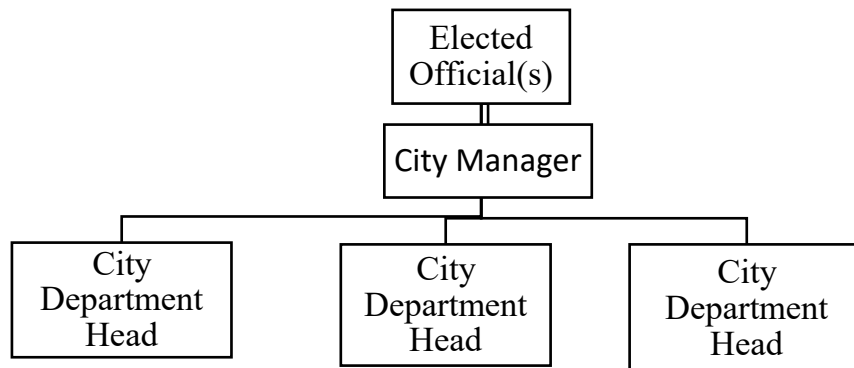 Elected
Official(s)
City Manager
City
Department
Head
City
Department
Head
City
Department
Head